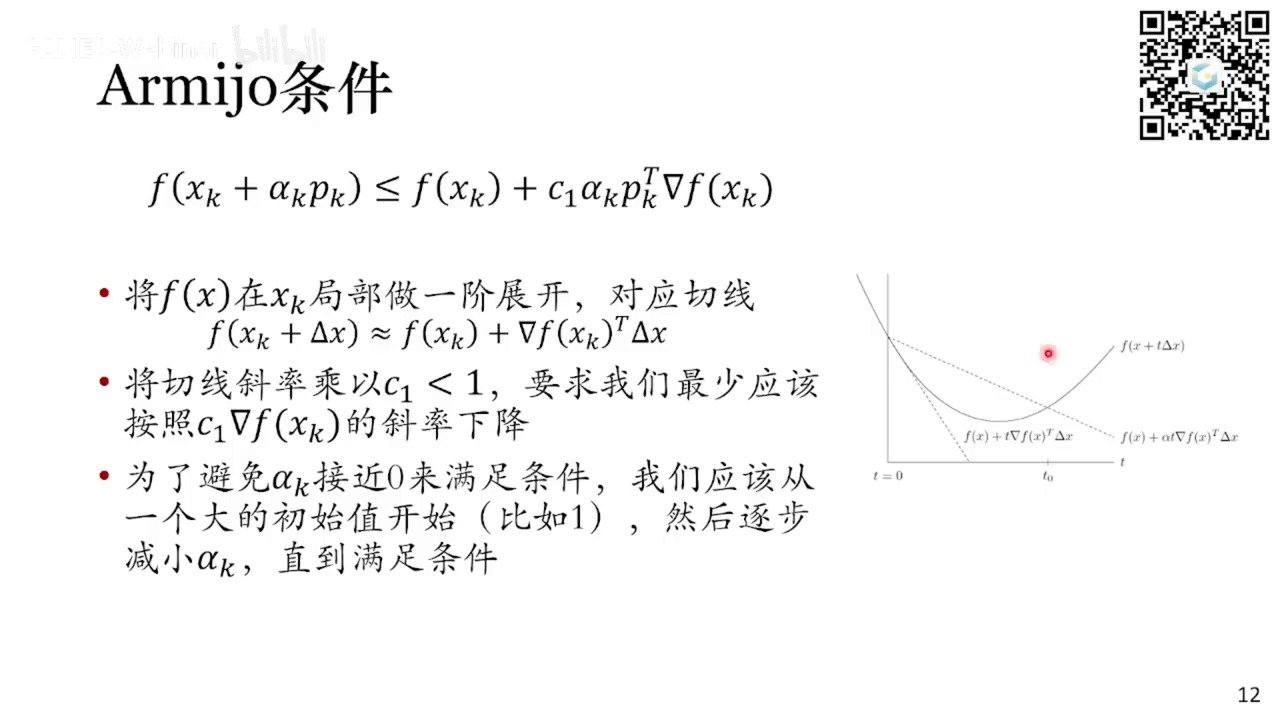 bilibili
Armijo条件
f(x_k + α_k p_k) ≤ f(x_k) + c_1 α_k p_k^T ∇f(x_k)
• 将f(x)在x_k局部做一阶展开，对应切线
f(x_k + Δx) ≈ f(x_k) + ∇f(x_k)^T Δx
• 将切线斜率乘以c_1 < 1，要求我们最少应该
按照c_1∇f(x_k)的斜率下降
• 为了避免α_k接近0来满足条件，我们应该从
一个大的初始值开始（比如1），然后逐步
减小α_k，直到满足条件
f(x + tΔx)
f(x) + t∇f(x)^T Δx
f(x) + αt∇f(x)^T Δx
t = 0
t_0
t
12